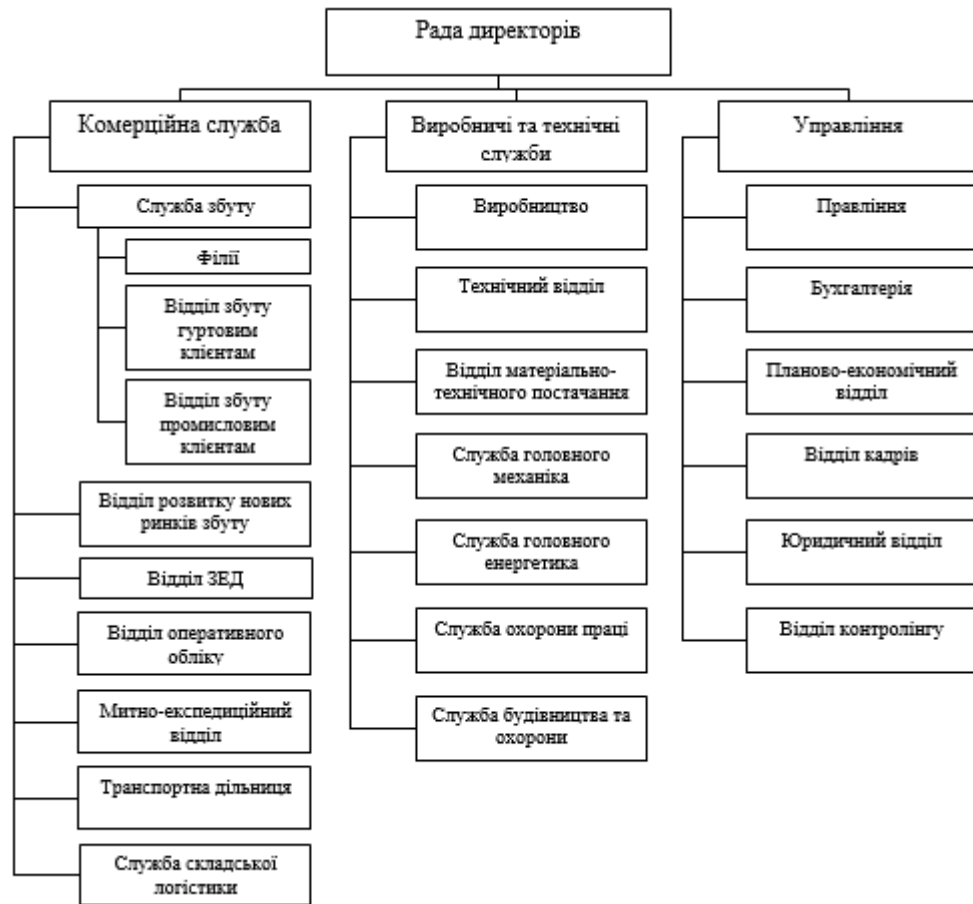 Рада директорів
Комерційна служба
Служба збуту
Філії
Відділ збуту
гуртовим
клієнтам
Відділ збуту
промисловим
клієнтам
Відділ розвитку нових
ринків збуту
Відділ ЗЕД
Відділ оперативного
обліку
Митно-експедиційний
відділ
Транспортна дільниця
Служба складської
логістики
Виробничі та технічні
служби
Виробництво
Технічний відділ
Відділ матеріально-
технічного постачання
Служба головного
механіка
Служба головного
енергетика
Служба охорони праці
Служба будівництва та
охорони
Управління
Правління
Бухгалтерія
Планово-економічний
відділ
Відділ кадрів
Юридичний відділ
Відділ контролінгу